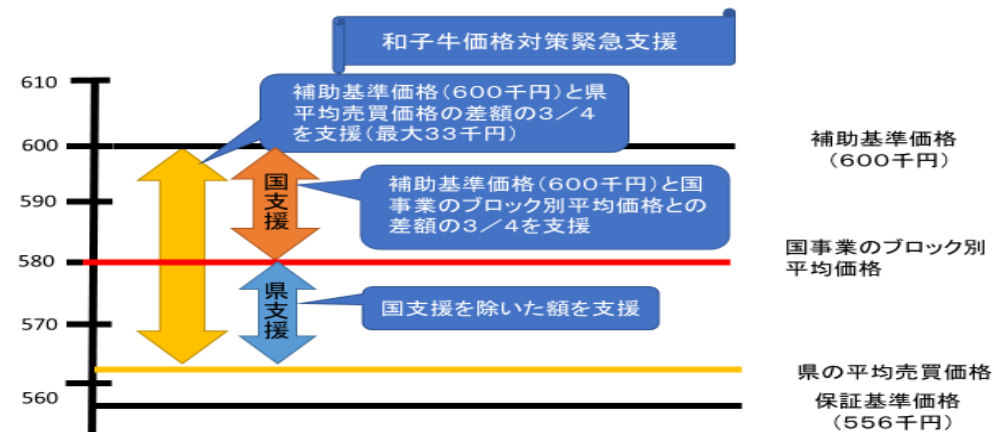 和子牛価格対策緊急支援
610
補助基準価格(600千円)と県
平均売買価格の差額の3/4
を支援(最大33千円)
600
補助基準価格
(600千円)
国支援
補助基準価格(600千円)と国
事業のブロック別平均価格との
差額の3/4を支援
590
国事業のブロック別
平均価格
580
県支援
国支援を除いた額を支援
570
県の平均売買価格
560
保証基準価格
(556千円)